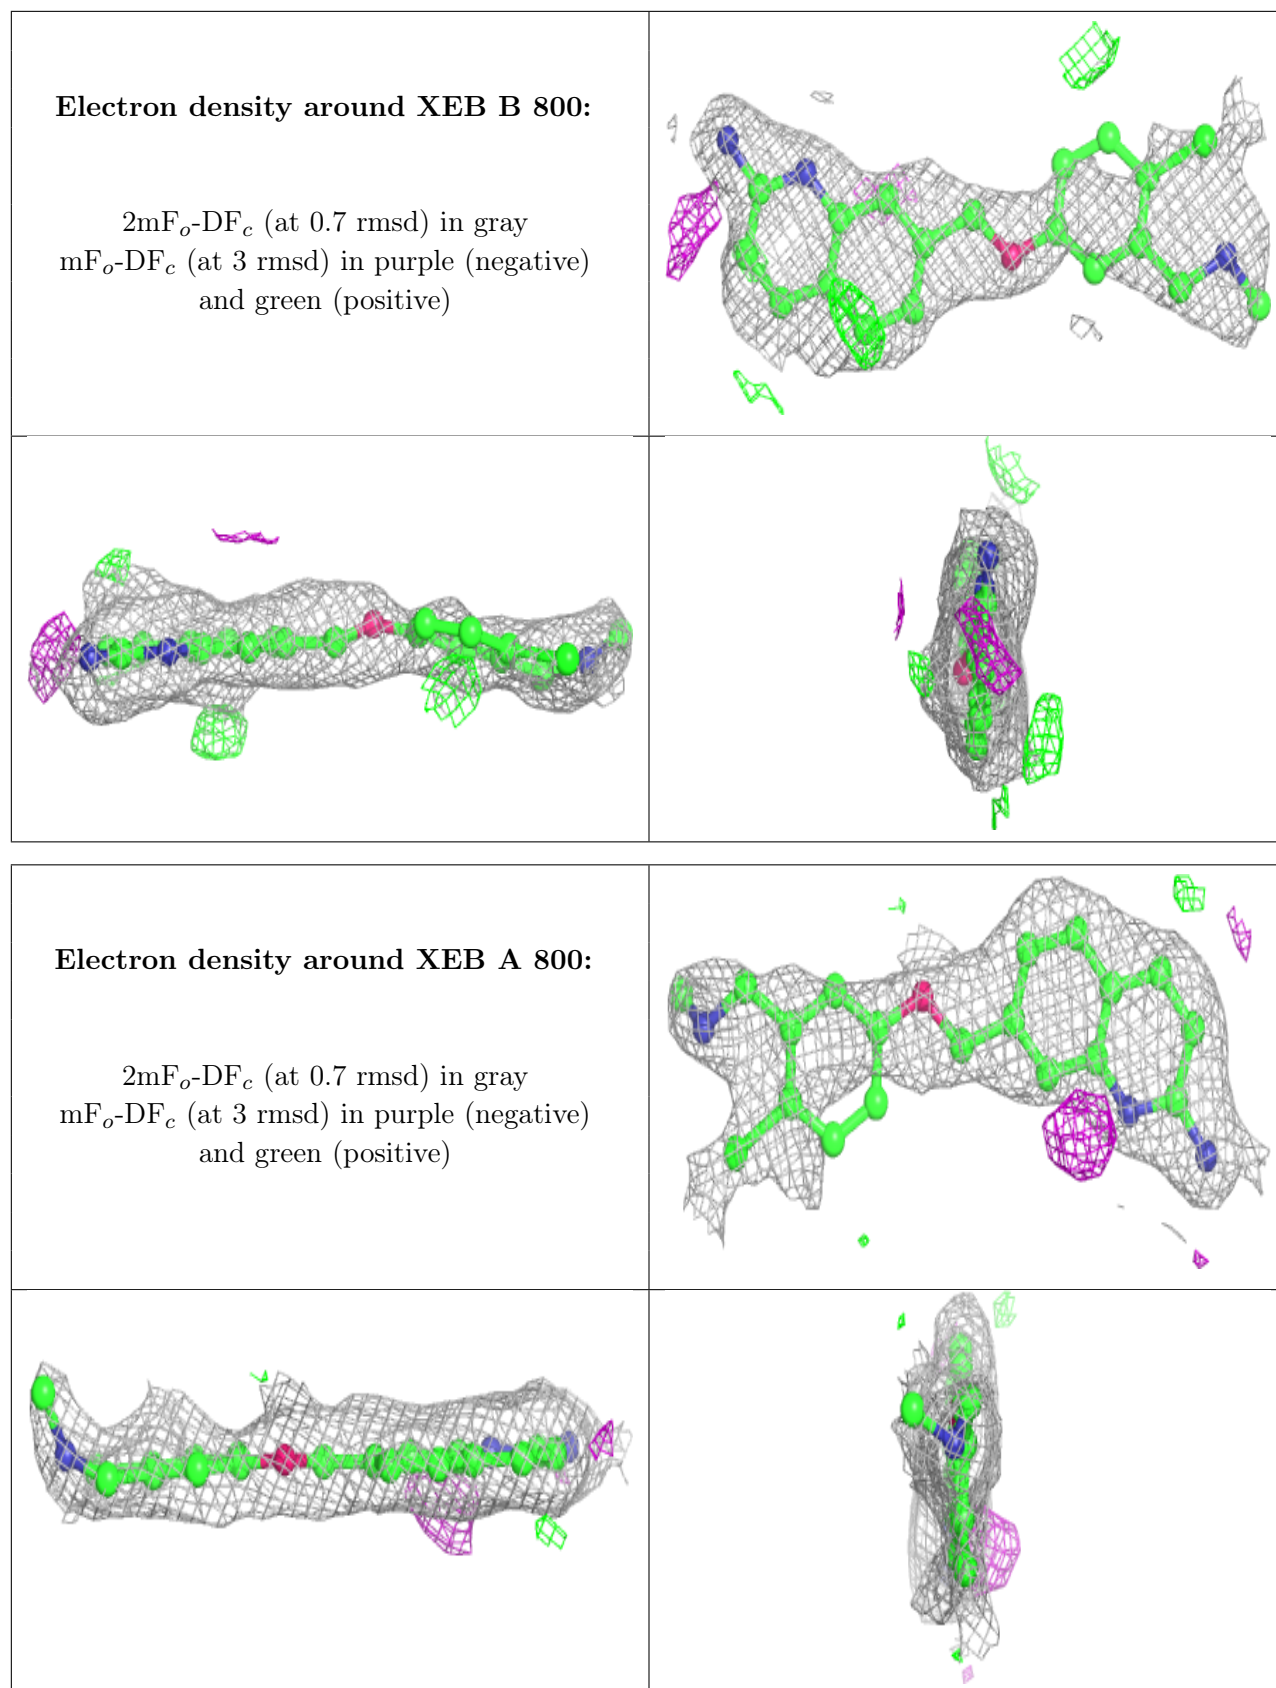 Electron density around XEB B 800:
2mFo-DFc (at 0.7 rmsd) in gray
mFo-DFc (at 3 rmsd) in purple (negative)
and green (positive)
Electron density around XEB A 800:
2mFo-DFc (at 0.7 rmsd) in gray
mFo-DFc (at 3 rmsd) in purple (negative)
and green (positive)